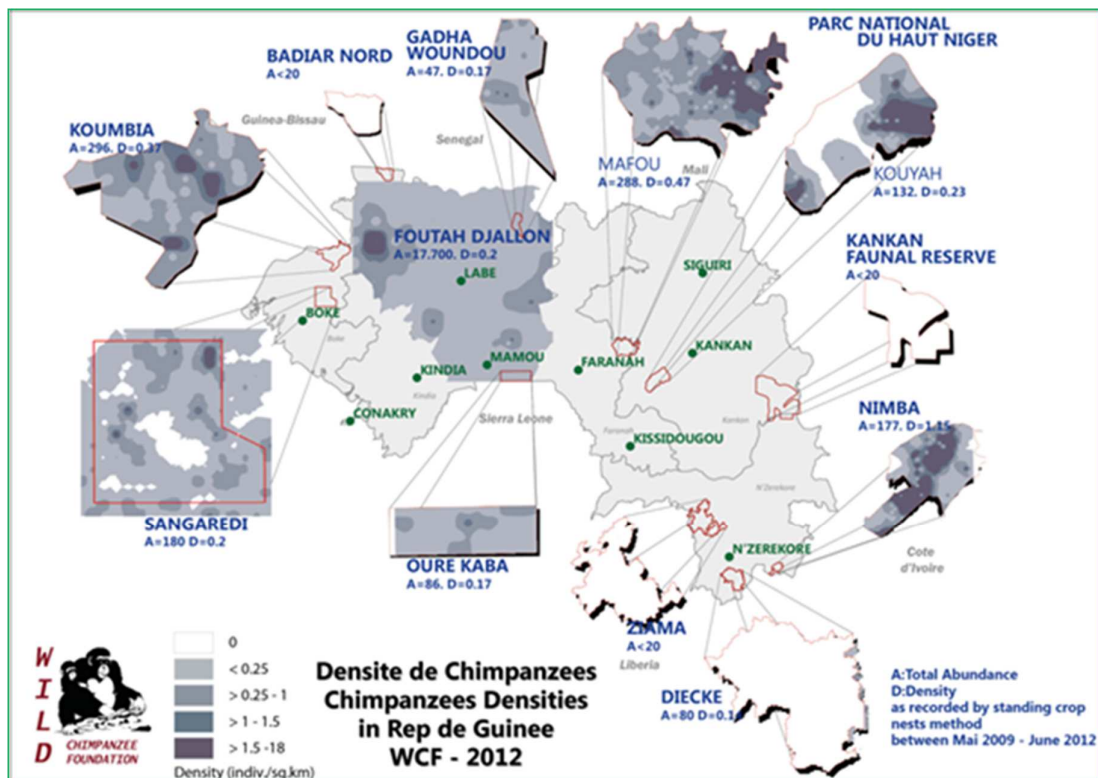 PARC NATIONAL
DU HAUT NIGER
GADHA
WOUNDOU
A=47. D=0.17
BADIAR NORD
A<20
Guinea-Bissau
Senegal
KOUMBIA
A=296. D=0.37
MAFOU
A=288. D=0.47
Mali
KOUYAH
A=132. D=0.23
FOUTAH DJALLON
A=17.700. D=0.2
LABE
SIGUIRI
KANKAN
FAUNAL RESERVE
A<20
BOKE
Boke
KINDIA
Kindia
MAMOU
FARANAH
KANKAN
CONAKRY
Sierra Leone
Faranah
Kankan
KISSIDOUGOU
NIMBA
A=177. D=1.15
N'Zerekore
SANGAREDI
A=180 D=0.2
OURE KABA
A=86. D=0.17
N'ZEREKORE
Cote
d'Ivoire
ZIAMA
A<20
Liberia
DIECKE
A=80
WILD
CHIMPANZEE
FOUNDATION
0
< 0.25
> 0.25 - 1
> 1 - 1.5
> 1.5 -18
Density (indiv./sq.km)
Densite de Chimpanzees
Chimpanzees Densities
in Rep de Guinee
WCF - 2012
A:Total Abundance
D:Density
as recorded by standing crop
nests method
between Mai 2009 - June 2012